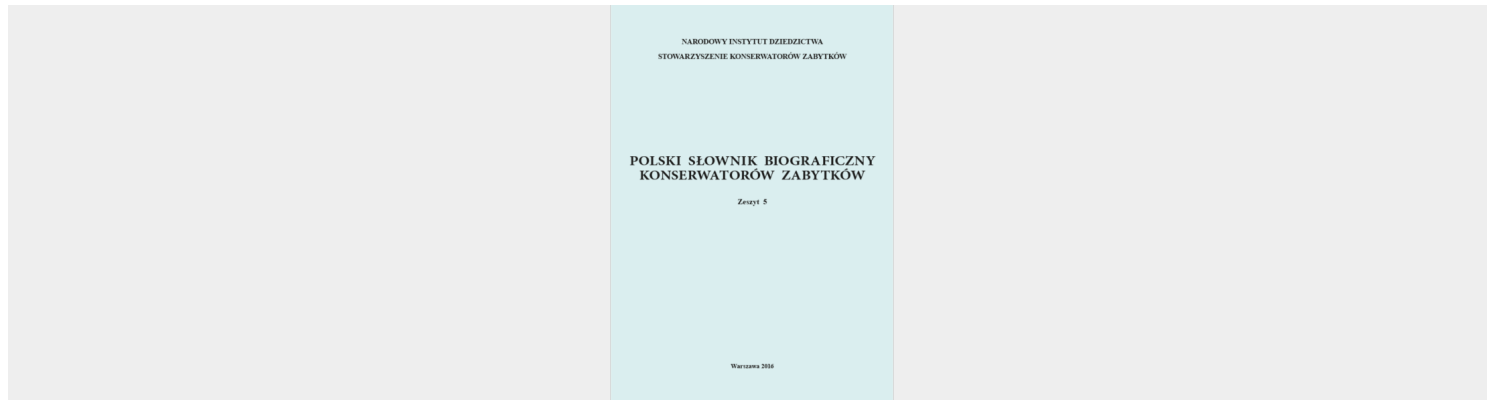 NARODOWY INSTYTUT DZIEDZICTWA
STOWARZYSZENIE KONSERWATORÓW ZABYTKÓW
POLSKI SŁOWNIK BIOGRAFICZNY
KONSERWATORÓW ZABYTKÓW
Zeszyt 5
Warszawa 2016